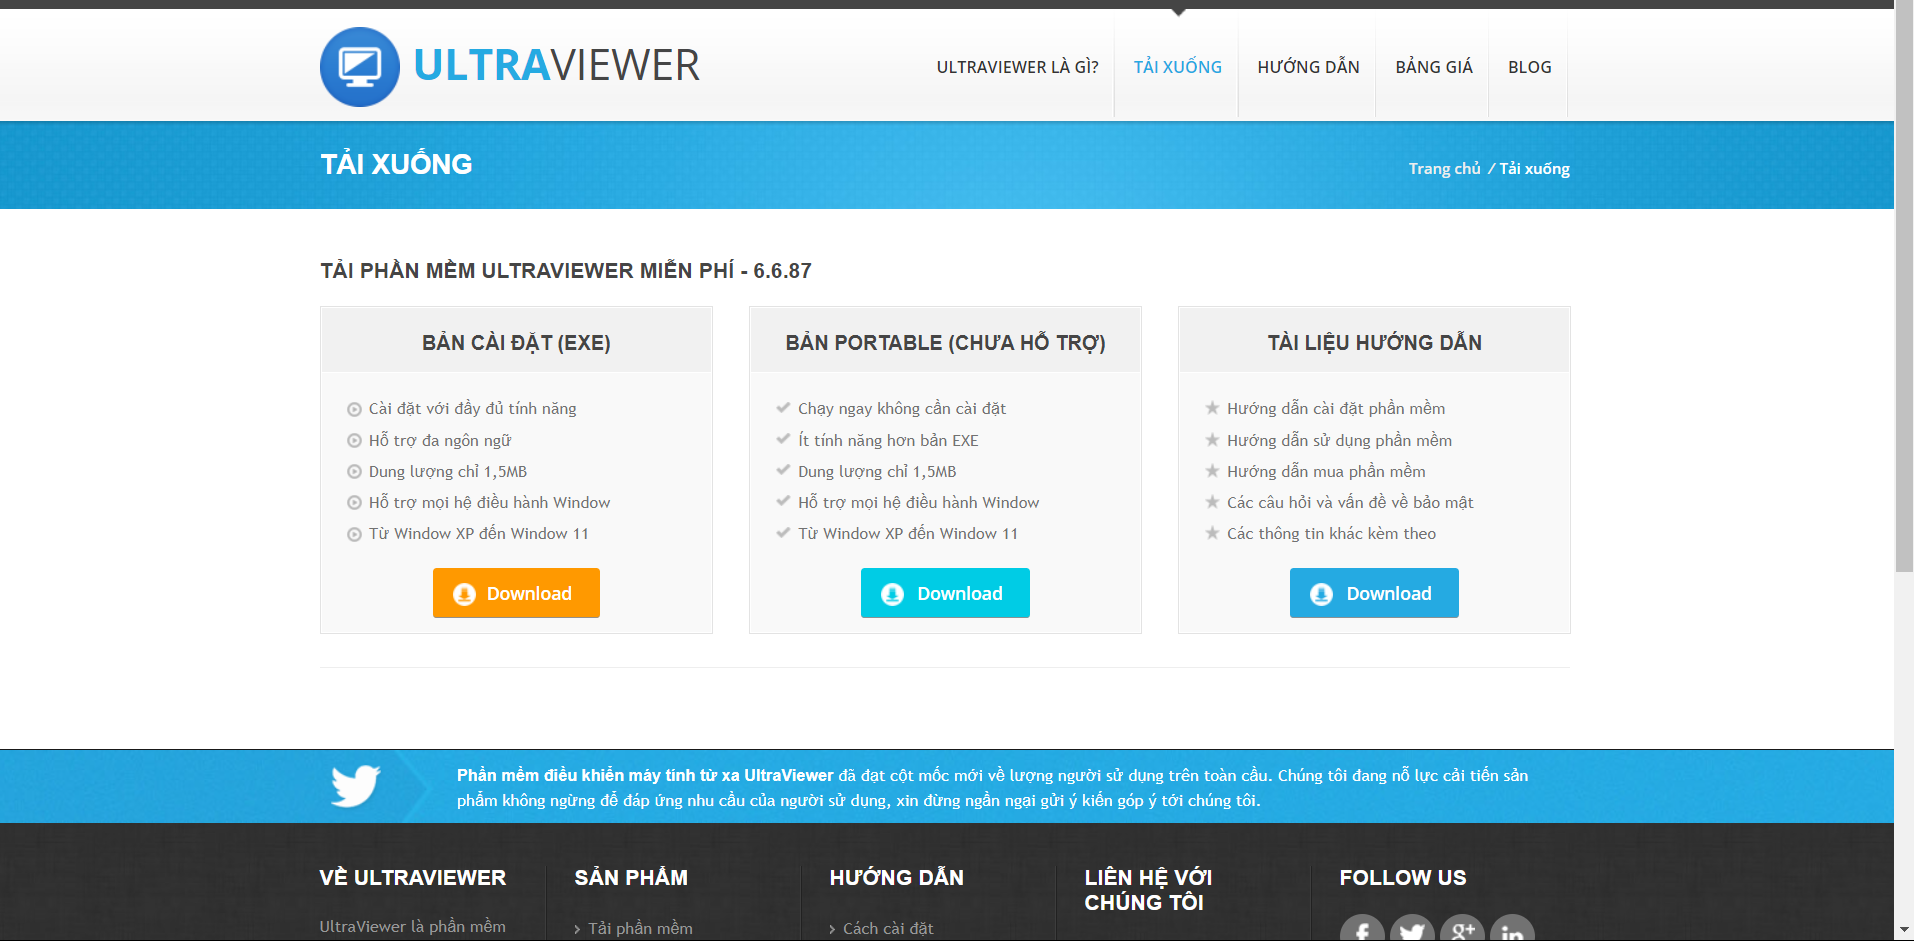 ULTRAVIEWER
ULTRAVIEWER LÀ GÌ?
TẢI XUỐNG
HƯỚNG DẪN
BẢNG GIÁ
BLOG
TẢI XUỐNG
Trang chủ / Tải xuống
TẢI PHẦN MỀM ULTRAVIEWER MIỄN PHÍ - 6.6.87
BẢN CÀI ĐẶT (EXE)
Cài đặt với đầy đủ tính năng
Hỗ trợ đa ngôn ngữ
Dung lượng chỉ 1,5MB
Hỗ trợ mọi hệ điều hành Window
Từ Window XP đến Window 11
Download
BẢN PORTABLE (CHƯA HỖ TRỢ)
Chạy ngay không cần cài đặt
Ít tính năng hơn bản EXE
Dung lượng chỉ 1,5MB
Hỗ trợ mọi hệ điều hành Window
Từ Window XP đến Window 11
Download
TÀI LIỆU HƯỚNG DẪN
Hướng dẫn cài đặt phần mềm
Hướng dẫn sử dụng phần mềm
Hướng dẫn mua phần mềm
Các câu hỏi và vấn đề về bảo mật
Các thông tin khác kèm theo
Download
Phần mềm điều khiển máy tính từ xa UltraViewer đã đạt cột mốc mới về lượng người sử dụng trên toàn cầu. Chúng tôi đang nỗ lực cải tiến sản
phẩm không ngừng để đáp ứng nhu cầu của người sử dụng, xin đừng ngần ngại gửi ý kiến góp ý tới chúng tôi.
VỀ ULTRAVIEWER
UltraViewer là phần mềm
SẢN PHẨM
Tải phần mềm
HƯỚNG DẪN
Cách cài đặt
LIÊN HỆ VỚI
CHÚNG TÔI
FOLLOW US